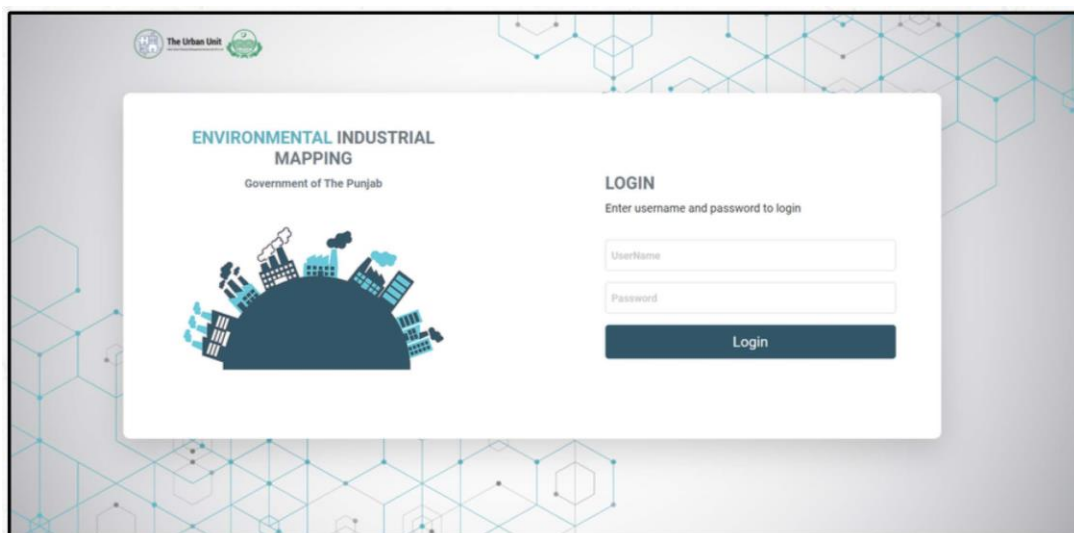 The Urban Unit
ENVIRONMENTAL INDUSTRIAL
MAPPING
Government of The Punjab
LOGIN
Enter username and password to login
UserName
Password
Login